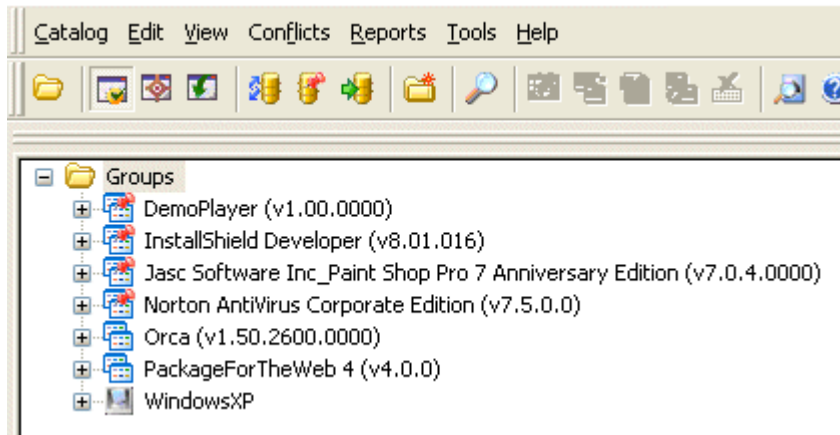 Catalog Edit View Conflicts Reports Tools Help
Groups
DemoPlayer (v1.00.0000)
InstallShield Developer (v8.01.016)
Jasc Software Inc_Paint Shop Pro 7 Anniversary Edition (v7.0.4.0000)
Norton AntiVirus Corporate Edition (v7.5.0.0)
Orca (v1.50.2600.0000)
PackageForTheWeb 4 (v4.0.0)
WindowsXP